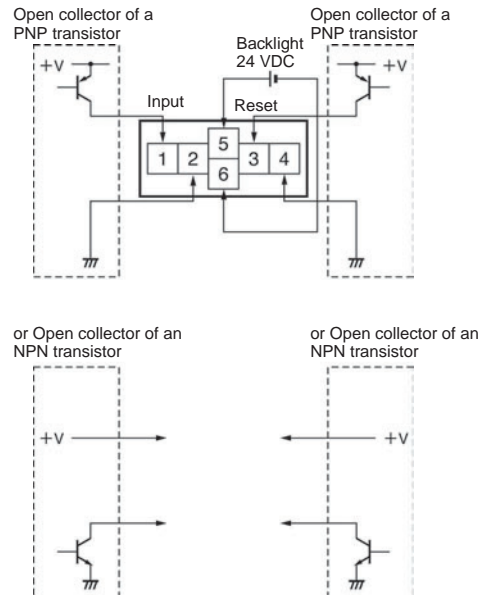 Open collector of a
PNP transistor
Open collector of a
PNP transistor
Backlight
24 VDC
+V
+V
Input
Reset
1 2 5 3 4
6
or Open collector of an
NPN transistor
or Open collector of an
NPN transistor
+V
+V